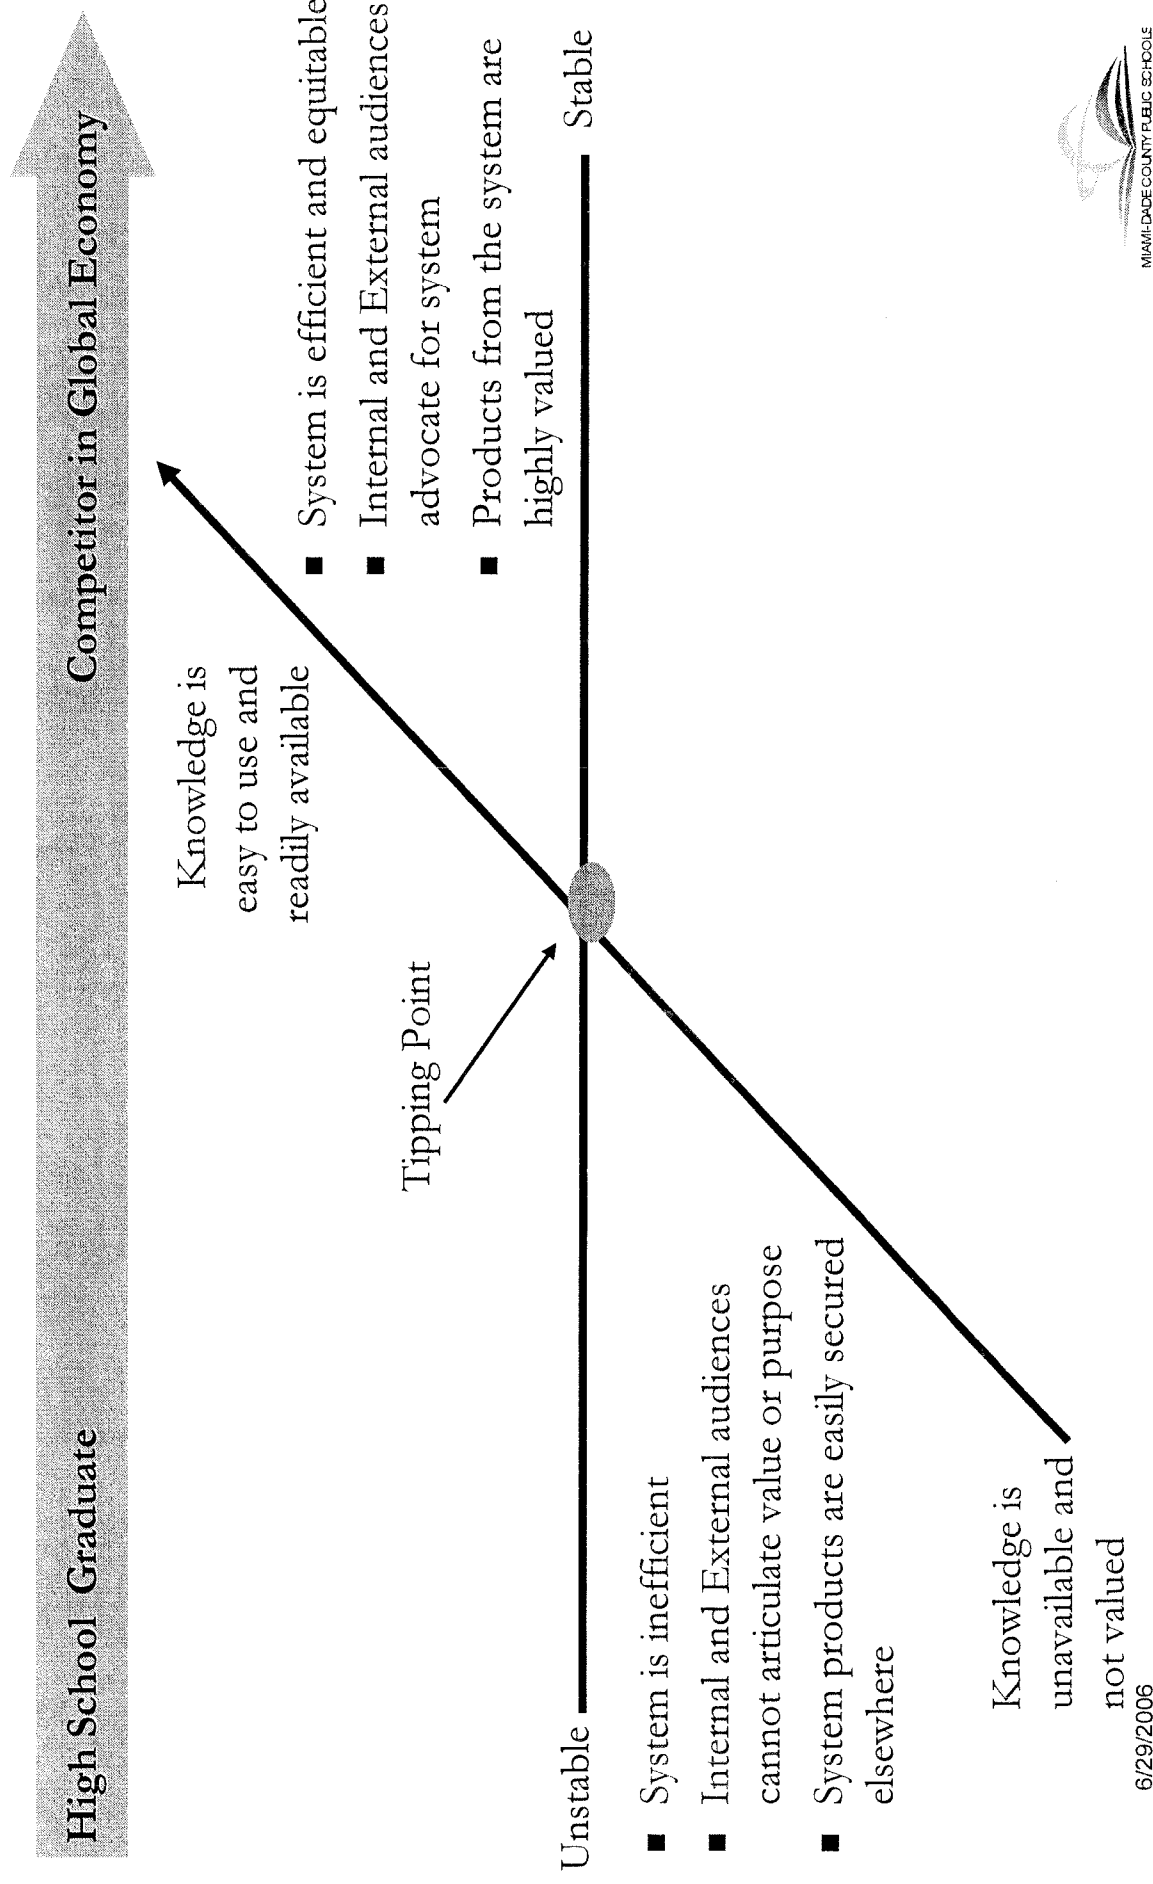 High School  Graduate
Competitor in Global Economy
Knowledge is
easy to use and
readily available
■ System is efficient and equitable
■ Internal and External audiences
advocate for system
■ Products from the system are
highly valued
Tipping Point
Unstable
Stable
■ System is inefficient
■ Internal and External audiences
cannot articulate value or purpose
■ System products are easily secured
elsewhere
Knowledge is
unavailable and
not valued
6/29/2006
MIAMI-DADE COUNTY PUBLIC SCHOOLS